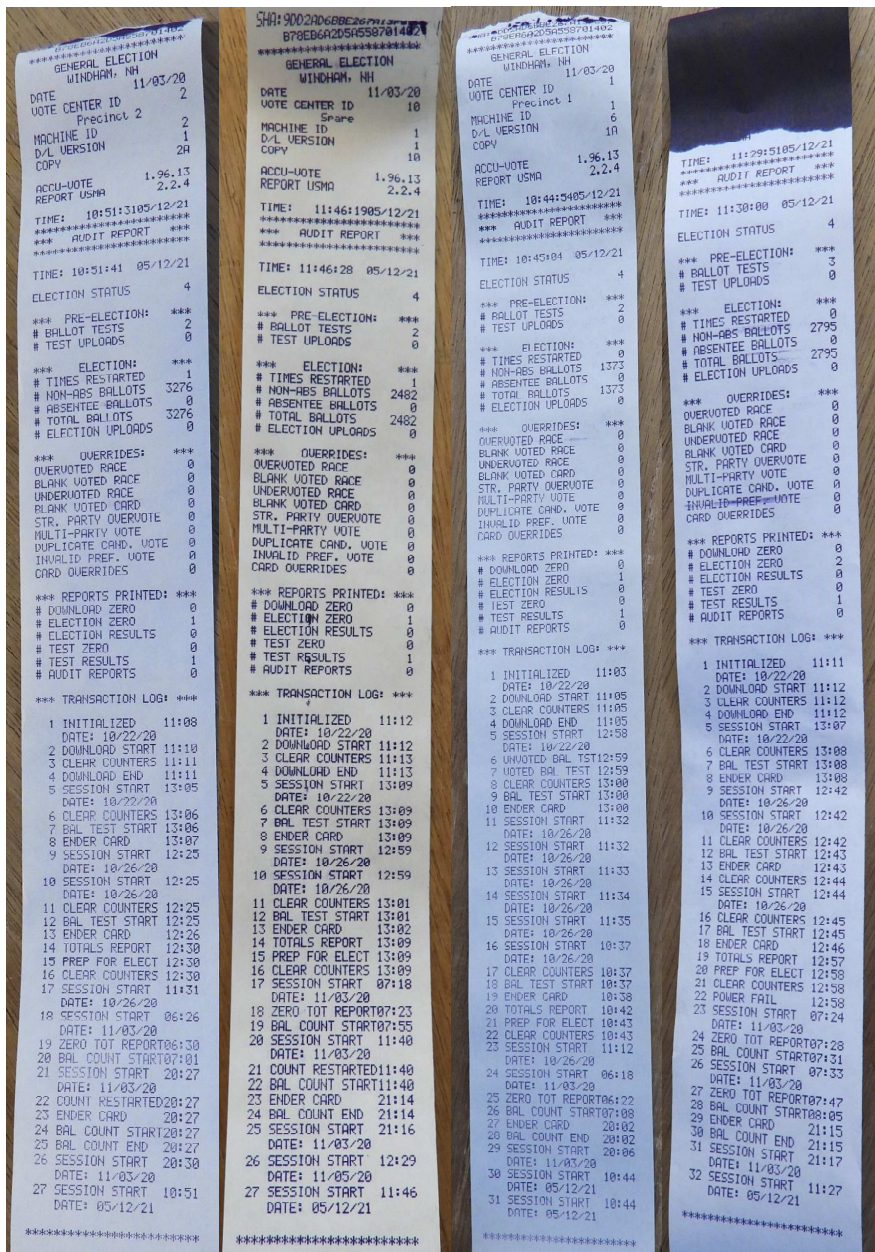 B78EB6A2D5A558701402
************************
GENERAL ELECTION
WINDHAM, NH
DATE 11/03/20
VOTE CENTER ID 2
Precinct 2
MACHINE ID 2
D/L VERSION 1
COPY 2A
ACCU-VOTE 1.96.13
REPORT USMA 2.2.4
TIME: 10:51:3105/12/21
************************
*** AUDIT REPORT ***
************************
TIME: 10:51:41 05/12/21
ELECTION STATUS 4
*** PRE-ELECTION: ***
# BALLOT TESTS 2
# TEST UPLOADS 0
*** ELECTION: ***
# TIMES RESTARTED 1
# NON-ABS BALLOTS 3276
# ABSENTEE BALLOTS 0
# TOTAL BALLOTS 3276
# ELECTION UPLOADS 0
*** OVERRIDES: ***
OVERVOTED RACE 0
BLANK VOTED RACE 0
UNDERVOTED RACE 0
BLANK VOTED CARD 0
STR. PARTY OVERVOTE 0
MULTI-PARTY VOTE 0
DUPLICATE CAND. VOTE 0
INVALID PREF. VOTE 0
CARD OVERRIDES 0
*** REPORTS PRINTED: ***
# DOWNLOAD ZERO 0
# ELECTION ZERO 1
# ELECTION RESULTS 0
# TEST ZERO 0
# TEST RESULTS 1
# AUDIT REPORTS 0
*** TRANSACTION LOG: ***
1 INITIALIZED 11:08
DATE: 10/22/20
2 DOWNLOAD START 11:10
3 CLEAR COUNTERS 11:11
4 DOWNLOAD END 11:11
5 SESSION START 13:05
DATE: 10/22/20
6 CLEAR COUNTERS 13:06
7 BAL TEST START 13:06
8 ENDER CARD 13:07
9 SESSION START 12:25
DATE: 10/26/20
10 SESSION START 12:25
DATE: 10/26/20
11 CLEAR COUNTERS 12:25
12 BAL TEST START 12:25
13 ENDER CARD 12:26
14 TOTALS REPORT 12:30
15 PREP FOR ELECT 12:30
16 CLEAR COUNTERS 12:30
17 SESSION START 11:31
DATE: 10/26/20
18 SESSION START 06:26
DATE: 11/03/20
19 ZERO TOT REPORT06:30
20 BAL COUNT START07:01
21 SESSION START 20:27
DATE: 11/03/20
22 COUNT RESTARTED20:27
23 ENDER CARD 20:27
24 BAL COUNT START20:27
25 BAL COUNT END 20:27
26 SESSION START 20:30
DATE: 11/03/20
27 SESSION START 10:51
DATE: 05/12/21
************************
B78EB6A2D5A558701402
************************
GENERAL ELECTION
WINDHAM, NH
DATE 11/03/20
VOTE CENTER ID 10
Spare
MACHINE ID 1
D/L VERSION 1
COPY 10
ACCU-VOTE 1.96.13
REPORT USMA 2.2.4
TIME: 11:46:1905/12/21
************************
*** AUDIT REPORT ***
************************
TIME: 11:46:28 05/12/21
ELECTION STATUS 4
*** PRE-ELECTION: ***
# BALLOT TESTS 2
# TEST UPLOADS 0
*** ELECTION: ***
# TIMES RESTARTED 1
# NON-ABS BALLOTS 2482
# ABSENTEE BALLOTS 0
# TOTAL BALLOTS 2482
# ELECTION UPLOADS 0
*** OVERRIDES: ***
OVERVOTED RACE 0
BLANK VOTED RACE 0
UNDERVOTED RACE 0
BLANK VOTED CARD 0
STR. PARTY OVERVOTE 0
MULTI-PARTY VOTE 0
DUPLICATE CAND. VOTE 0
INVALID PREF. VOTE 0
CARD OVERRIDES 0
*** REPORTS PRINTED: ***
# DOWNLOAD ZERO 0
# ELECTION ZERO 1
# ELECTION RESULTS 0
# TEST ZERO 0
# TEST RESULTS 1
# AUDIT REPORTS 0
*** TRANSACTION LOG: ***
1 INITIALIZED 11:12
DATE: 10/22/20
2 DOWNLOAD START 11:12
3 CLEAR COUNTERS 11:13
4 DOWNLOAD END 11:13
5 SESSION START 13:09
DATE: 10/22/20
6 CLEAR COUNTERS 13:09
7 BAL TEST START 13:09
8 ENDER CARD 13:09
9 SESSION START 12:59
DATE: 10/26/20
10 SESSION START 12:59
DATE: 10/26/20
11 CLEAR COUNTERS 13:01
12 BAL TEST START 13:01
13 ENDER CARD 13:02
14 TOTALS REPORT 13:09
15 PREP FOR ELECT 13:09
16 CLEAR COUNTERS 13:09
17 SESSION START 07:18
DATE: 11/03/20
18 ZERO TOT REPORT07:23
19 BAL COUNT START07:55
20 SESSION START 11:40
DATE: 11/03/20
21 COUNT RESTARTED11:40
22 BAL COUNT START11:40
23 ENDER CARD 21:14
24 BAL COUNT END 21:14
25 SESSION START 21:16
DATE: 11/03/20
26 SESSION START 12:29
DATE: 11/05/20
27 SESSION START 11:46
DATE: 05/12/21
************************
B78EB6A2D5A558701402
************************
GENERAL ELECTION
WINDHAM, NH
DATE 11/03/20
VOTE CENTER ID 1
Precinct 1
MACHINE ID 1
D/L VERSION 6
COPY 1A
ACCU-VOTE 1.96.13
REPORT USMA 2.2.4
TIME: 10:44:5405/12/21
************************
*** AUDIT REPORT ***
************************
TIME: 10:45:04 05/12/21
ELECTION STATUS 4
*** PRE-ELECTION: ***
# BALLOT TESTS 2
# TEST UPLOADS 0
*** ELECTION: ***
# TIMES RESTARTED 0
# NON-ABS BALLOTS 1373
# ABSENTEE BALLOTS 0
# TOTAL BALLOTS 1373
# ELECTION UPLOADS 0
*** OVERRIDES: ***
OVERVOTED RACE 0
BLANK VOTED RACE 0
UNDERVOTED RACE 0
BLANK VOTED CARD 0
STR. PARTY OVERVOTE 0
MULTI-PARTY VOTE 0
DUPLICATE CAND. VOTE 0
INVALID PREF. VOTE 0
CARD OVERRIDES 0
*** REPORTS PRINTED: ***
# DOWNLOAD ZERO 0
# ELECTION ZERO 1
# ELECTION RESULTS 0
# TEST ZERO 0
# TEST RESULTS 1
# AUDIT REPORTS 0
*** TRANSACTION LOG: ***
1 INITIALIZED 11:03
DATE: 10/22/20
2 DOWNLOAD START 11:05
3 CLEAR COUNTERS 11:05
4 DOWNLOAD END 11:05
5 SESSION START 12:58
DATE: 10/22/20
6 UNVOTED BAL TST12:59
7 VOTED BAL TEST 12:59
8 CLEAR COUNTERS 13:00
9 BAL TEST START 13:00
10 ENDER CARD 13:00
11 SESSION START 11:32
DATE: 10/26/20
12 SESSION START 11:32
DATE: 10/26/20
13 SESSION START 11:33
DATE: 10/26/20
14 SESSION START 11:34
DATE: 10/26/20
15 SESSION START 11:35
DATE: 10/26/20
16 SESSION START 10:37
DATE: 10/26/20
17 CLEAR COUNTERS 10:37
18 BAL TEST START 10:37
19 ENDER CARD 10:38
20 TOTALS REPORT 10:42
21 PREP FOR ELECT 10:43
22 CLEAR COUNTERS 10:43
23 SESSION START 11:12
DATE: 10/26/20
24 SESSION START 06:18
DATE: 11/03/20
25 ZERO TOT REPORT06:22
26 BAL COUNT START07:08
27 ENDER CARD 20:02
28 BAL COUNT END 20:02
29 SESSION START 20:06
DATE: 11/03/20
30 SESSION START 10:44
DATE: 05/12/21
31 SESSION START 10:44
DATE: 05/12/21
************************
TIME: 11:29:5105/12/21
************************
*** AUDIT REPORT ***
************************
TIME: 11:30:00 05/12/21
ELECTION STATUS 4
*** PRE-ELECTION: ***
# BALLOT TESTS 3
# TEST UPLOADS 0
*** ELECTION: ***
# TIMES RESTARTED 0
# NON-ABS BALLOTS 2795
# ABSENTEE BALLOTS 0
# TOTAL BALLOTS 2795
# ELECTION UPLOADS 0
*** OVERRIDES: ***
OVERVOTED RACE 0
BLANK VOTED RACE 0
UNDERVOTED RACE 0
BLANK VOTED CARD 0
STR. PARTY OVERVOTE 0
MULTI-PARTY VOTE 0
DUPLICATE CAND. VOTE 0
INVALID PREF. VOTE 0
CARD OVERRIDES 0
*** REPORTS PRINTED: ***
# DOWNLOAD ZERO 0
# ELECTION ZERO 2
# ELECTION RESULTS 0
# TEST ZERO 0
# TEST RESULTS 1
# AUDIT REPORTS 0
*** TRANSACTION LOG: ***
1 INITIALIZED 11:11
DATE: 10/22/20
2 DOWNLOAD START 11:12
3 CLEAR COUNTERS 11:12
4 DOWNLOAD END 11:12
5 SESSION START 13:07
DATE: 10/22/20
6 CLEAR COUNTERS 13:08
7 BAL TEST START 13:08
8 ENDER CARD 13:08
9 SESSION START 12:42
DATE: 10/26/20
10 SESSION START 12:42
DATE: 10/26/20
11 CLEAR COUNTERS 12:42
12 BAL TEST START 12:43
13 ENDER CARD 12:43
14 CLEAR COUNTERS 12:44
15 SESSION START 12:44
DATE: 10/26/20
16 CLEAR COUNTERS 12:45
17 BAL TEST START 12:45
18 ENDER CARD 12:46
19 TOTALS REPORT 12:57
20 PREP FOR ELECT 12:58
21 CLEAR COUNTERS 12:58
22 POWER FAIL 12:58
23 SESSION START 07:24
DATE: 11/03/20
24 ZERO TOT REPORT07:28
25 BAL COUNT START07:31
26 SESSION START 07:33
DATE: 11/03/20
27 ZERO TOT REPORT07:47
28 BAL COUNT START08:05
29 ENDER CARD 21:15
30 BAL COUNT END 21:15
31 SESSION START 21:17
DATE: 11/03/20
32 SESSION START 11:27
DATE: 05/12/21
************************